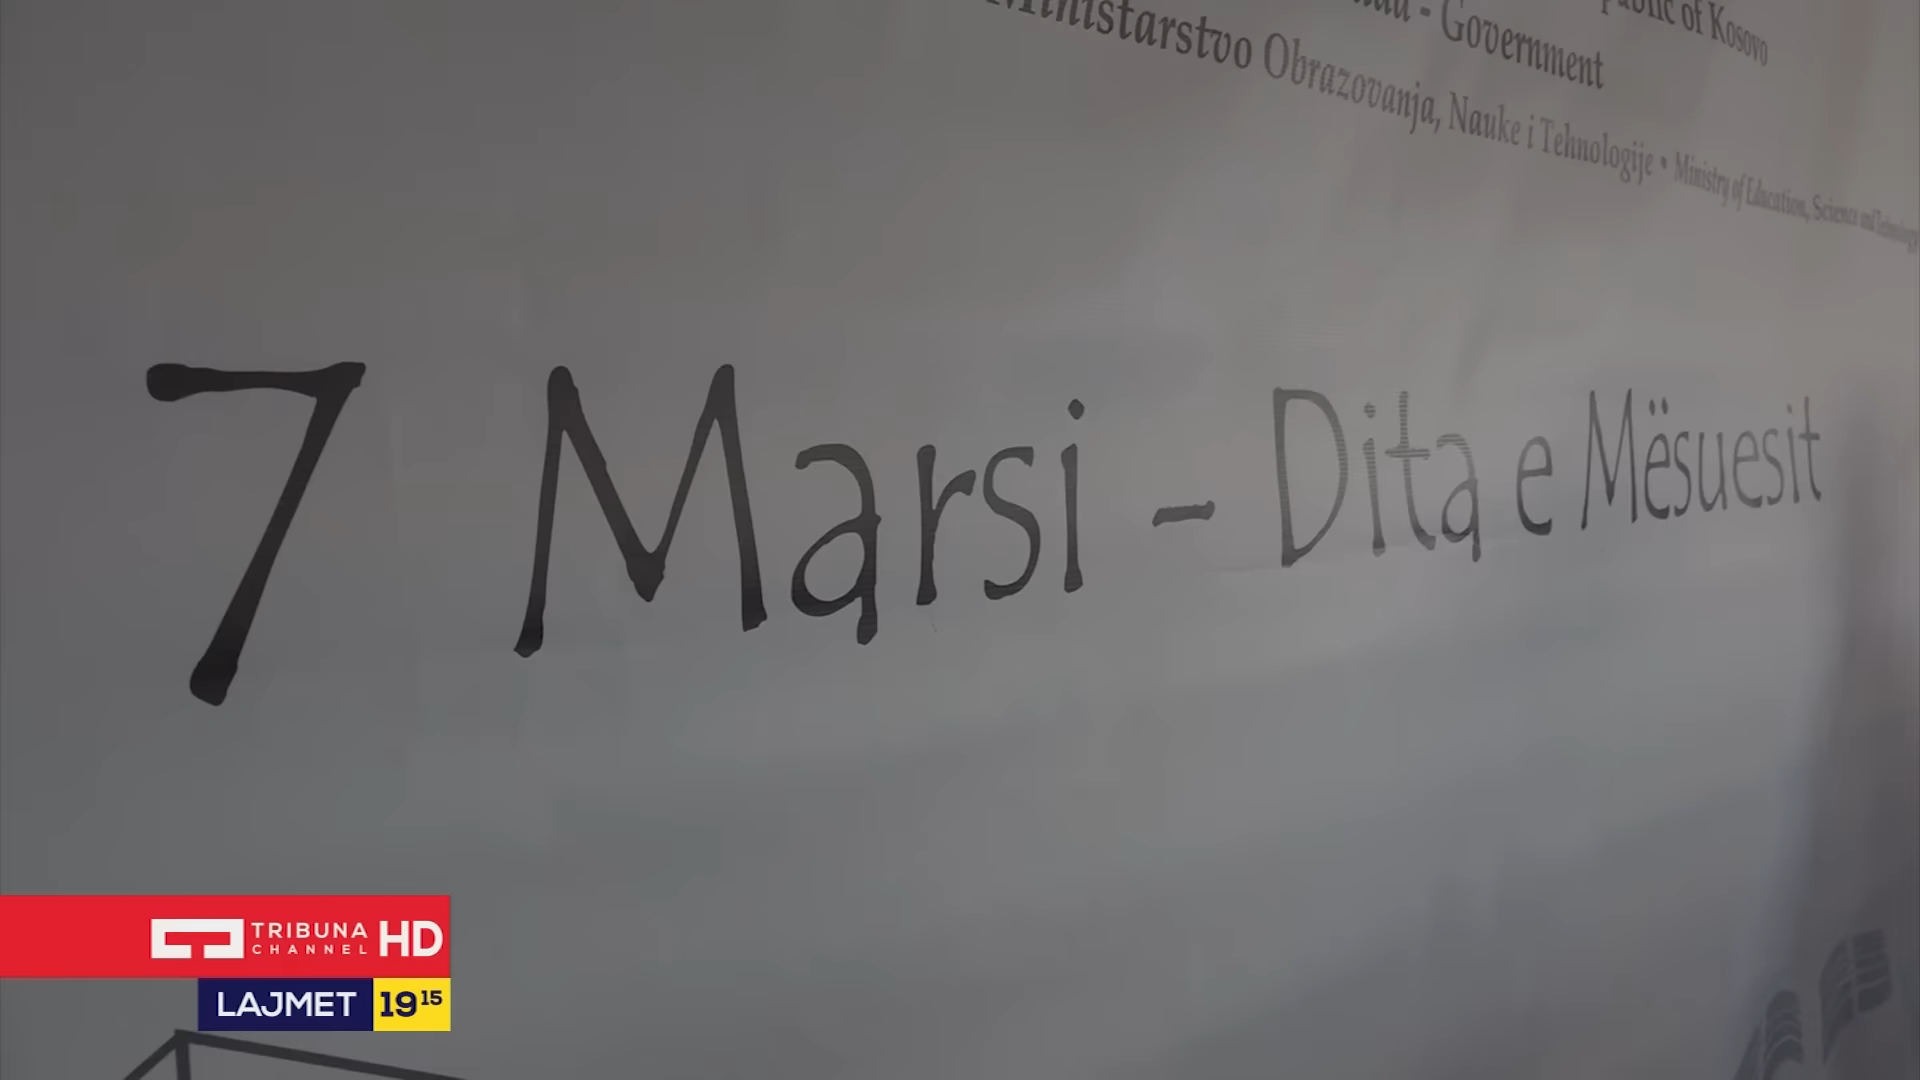 of Kosovo
- Government
Ministarstvo Obrazovanja, Nauke i Tehnologije • Ministry of Education, Science and Technology
7 Marsi - Dita e Mësuesit
TRIBUNA
CHANNEL
HD
LAJMET 19 15